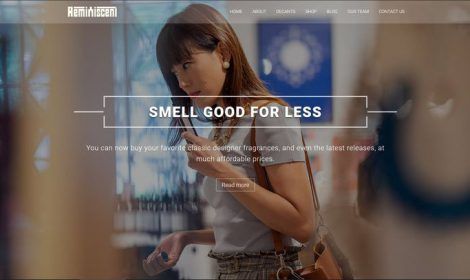 Reminiscent
HOME ABOUT DECANTS SHOP BLOG OUR TEAM CONTACT US
SMELL GOOD FOR LESS
You can now buy your favorite classic designer fragrances, and even the latest releases, at
much affordable prices.
Read more